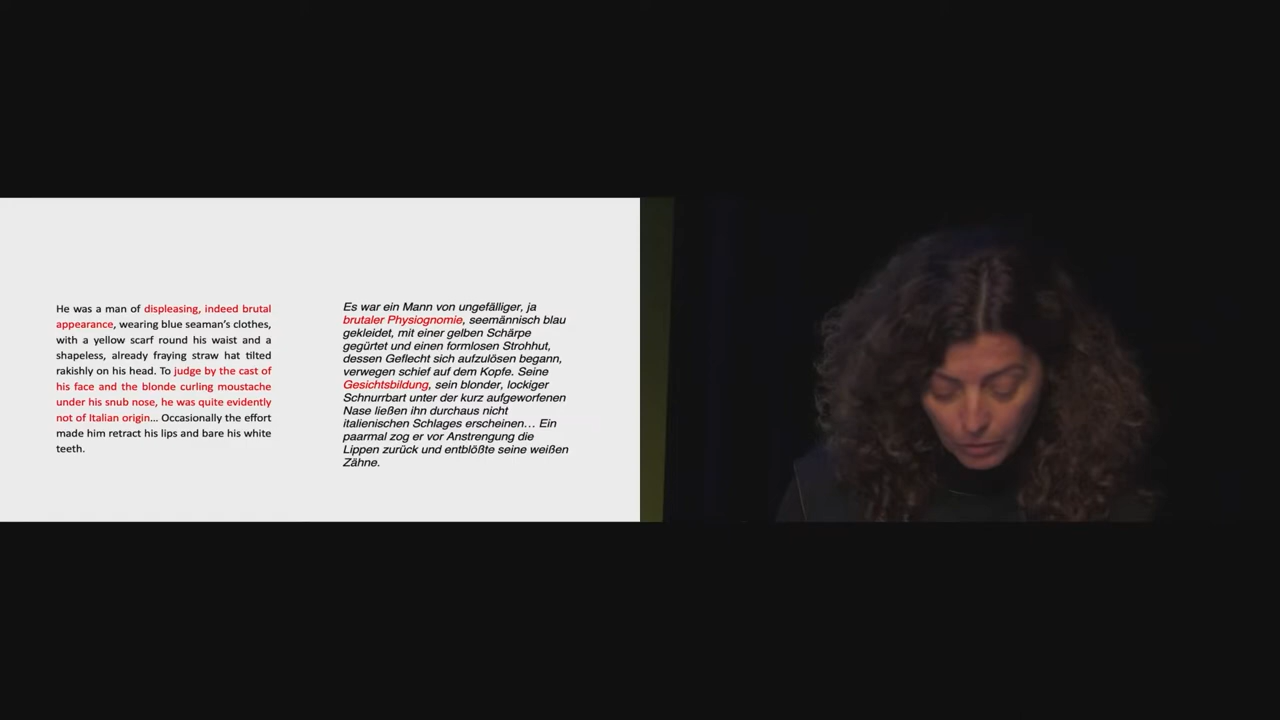 He was a man of displeasing, indeed brutal
appearance, wearing blue seaman's clothes,
with a yellow scarf round his waist and a
shapeless, already fraying straw hat tilted
rakishly on his head. To judge by the cast of
his face and the blonde curling moustache
under his snub nose, he was quite evidently
not of Italian origin... Occasionally the effort
made him retract his lips and bare his white
teeth.
Es war ein Mann von ungefälliger, ja
brutaler Physiognomie, seemännisch blau
gekleidet, mit einer gelben Schärpe
gegürtet und einen formlosen Strohhut,
dessen Geflecht sich aufzulösen begann,
verwegen schief auf dem Kopfe. Seine
Gesichtsbildung, sein blonder, lockiger
Schnurrbart unter der kurz aufgeworfenen
Nase ließen ihn durchaus nicht
italienischen Schlages erscheinen… Ein
paarmal zog er vor Anstrengung die
Lippen zurück und entblößte seine weißen
Zähne.